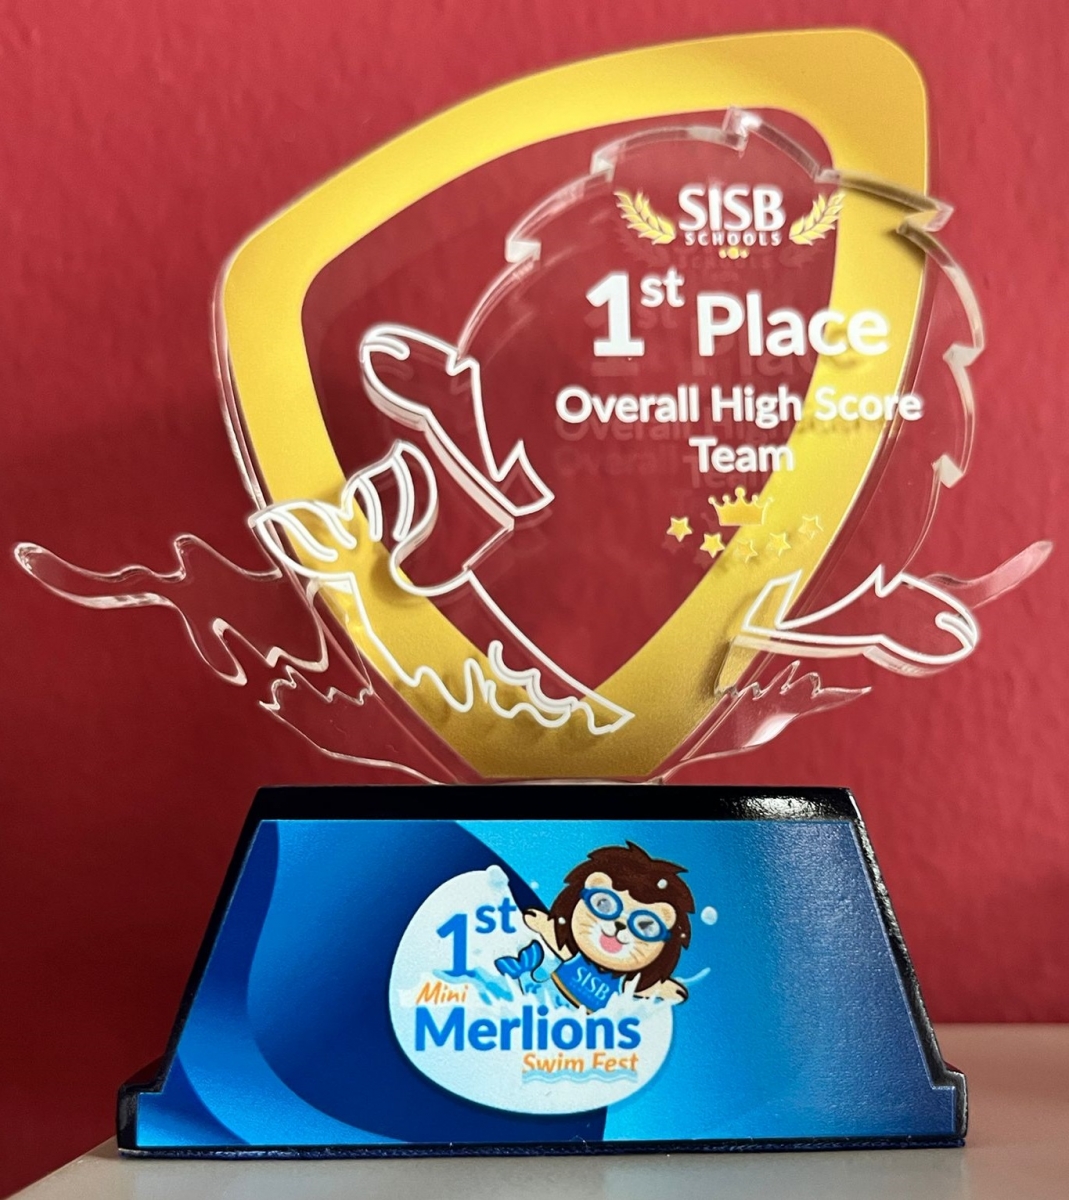 SISB
SCHOOLS
1st Place
Overall High Score
Team
1st
SISB
Mini
Merlions
Swim Fest